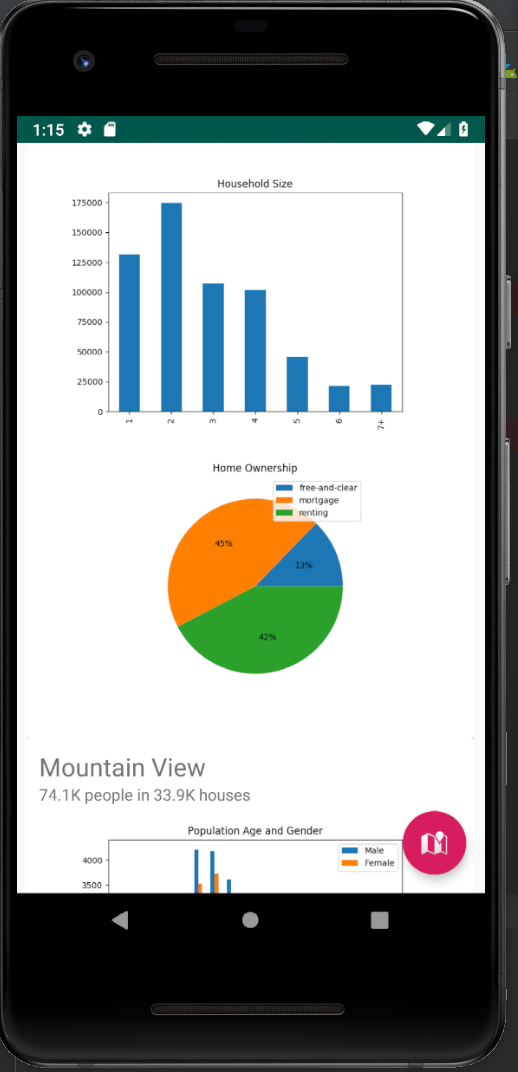 1:15
Household Size
175000
150000
125000
100000
75000
50000
25000
0
1 2 3 4 5 6 7+
Home Ownership
free-and-clear
mortgage
renting
45%
13%
42%
Mountain View
74.1K people in 33.9K houses
Population Age and Gender
Male
Female
4000
3500